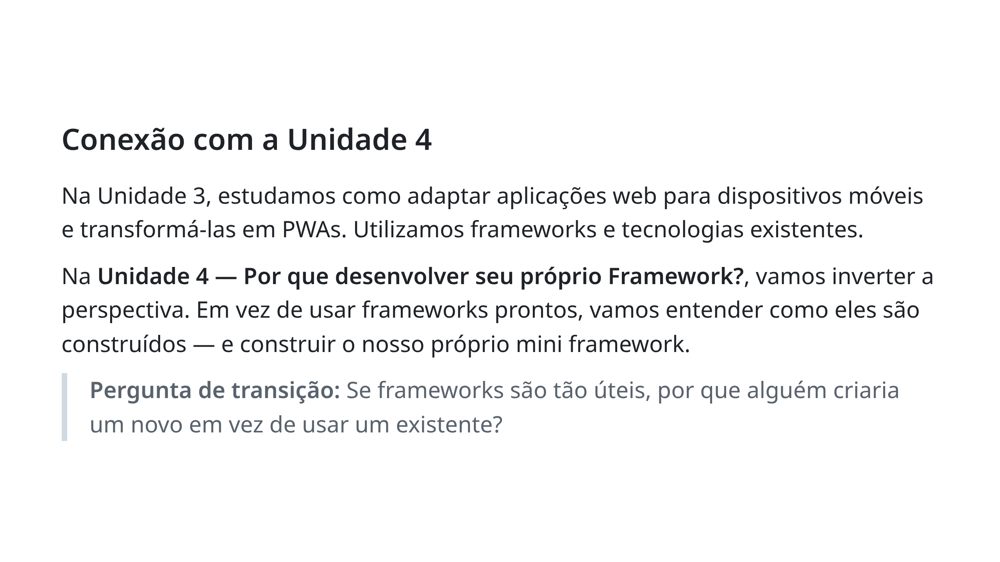 Conexão com a Unidade 4
Na Unidade 3, estudamos como adaptar aplicações web para dispositivos móveis
e transformá-las em PWAs. Utilizamos frameworks e tecnologias existentes.
Na Unidade 4 — Por que desenvolver seu próprio Framework?, vamos inverter a
perspectiva. Em vez de usar frameworks prontos, vamos entender como eles são
construídos — e construir o nosso próprio mini framework.
Pergunta de transição: Se frameworks são tão úteis, por que alguém criaria
um novo em vez de usar um existente?